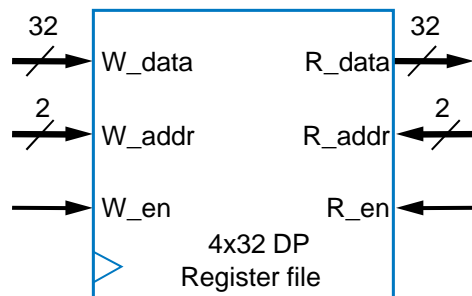 32 32
W_data R_data
2 2
W_addr R_addr
W_en R_en
4x32 DP
Register file